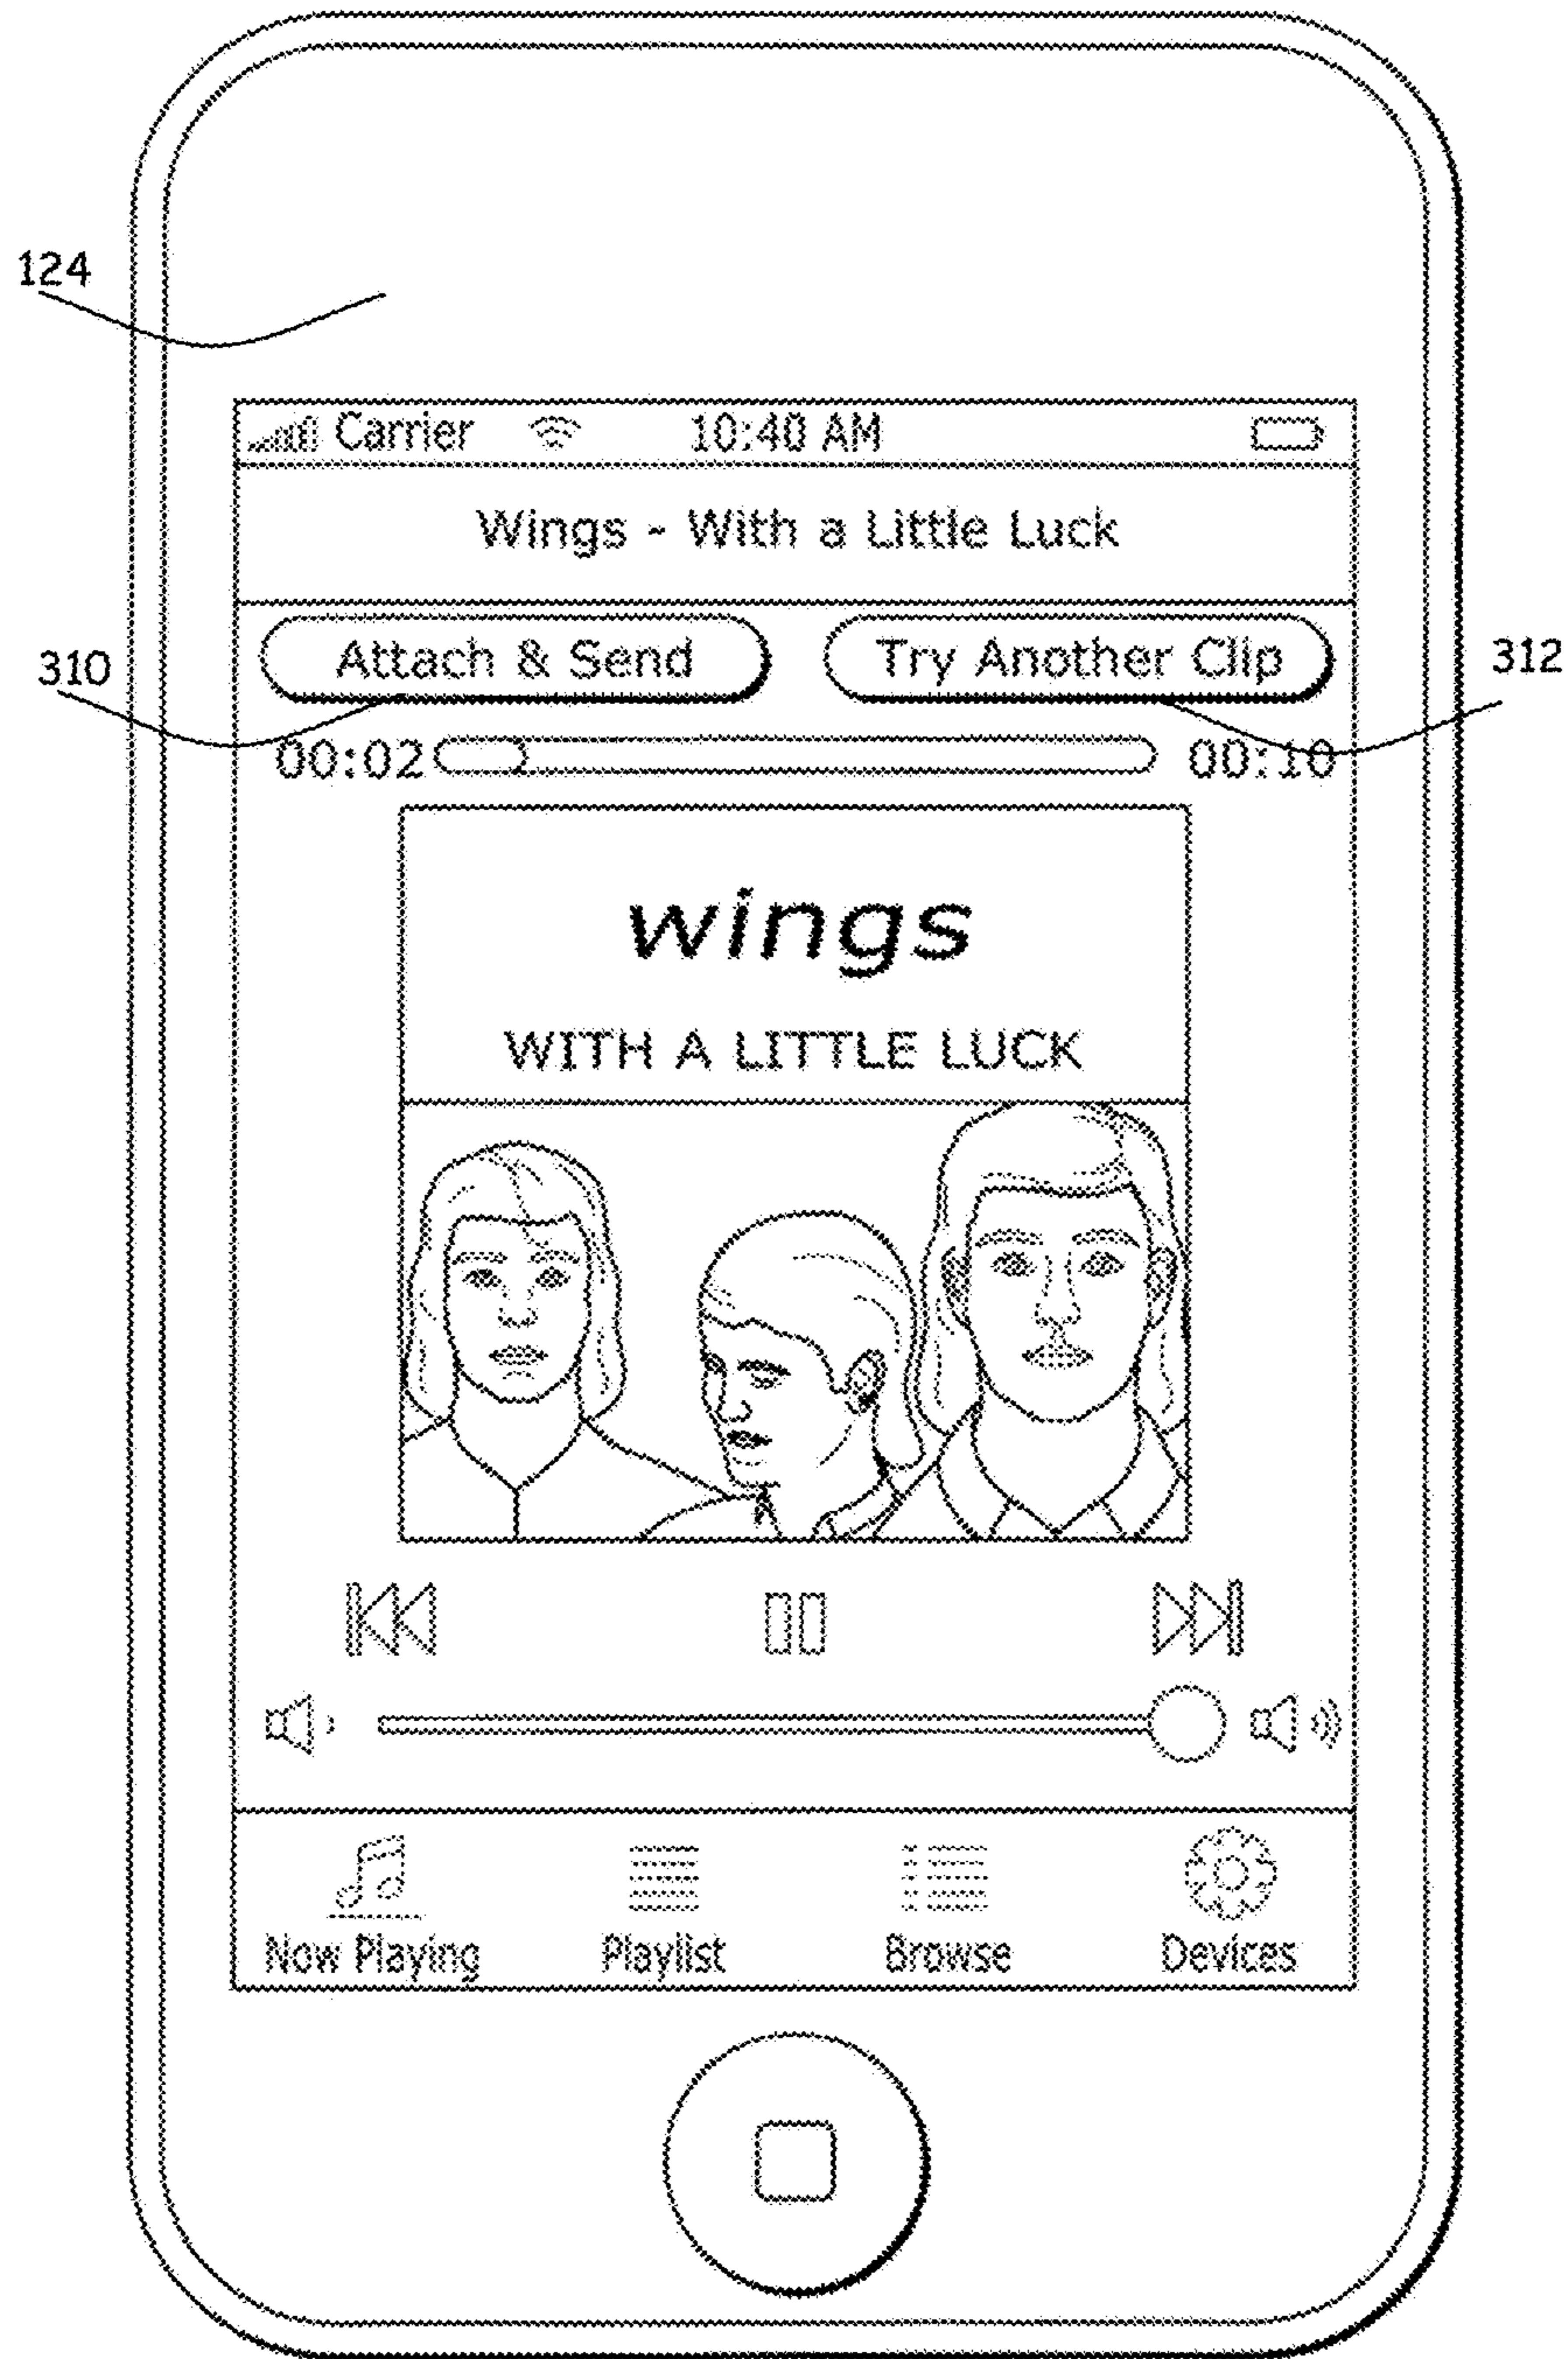 124
Carrier 10:40 AM
Wings - With a Little Luck
310 Attach & Send Try Another Clip 312
00:02 00:10
wings
WITH A LITTLE LUCK
Now Playing Playlist Browse Devices